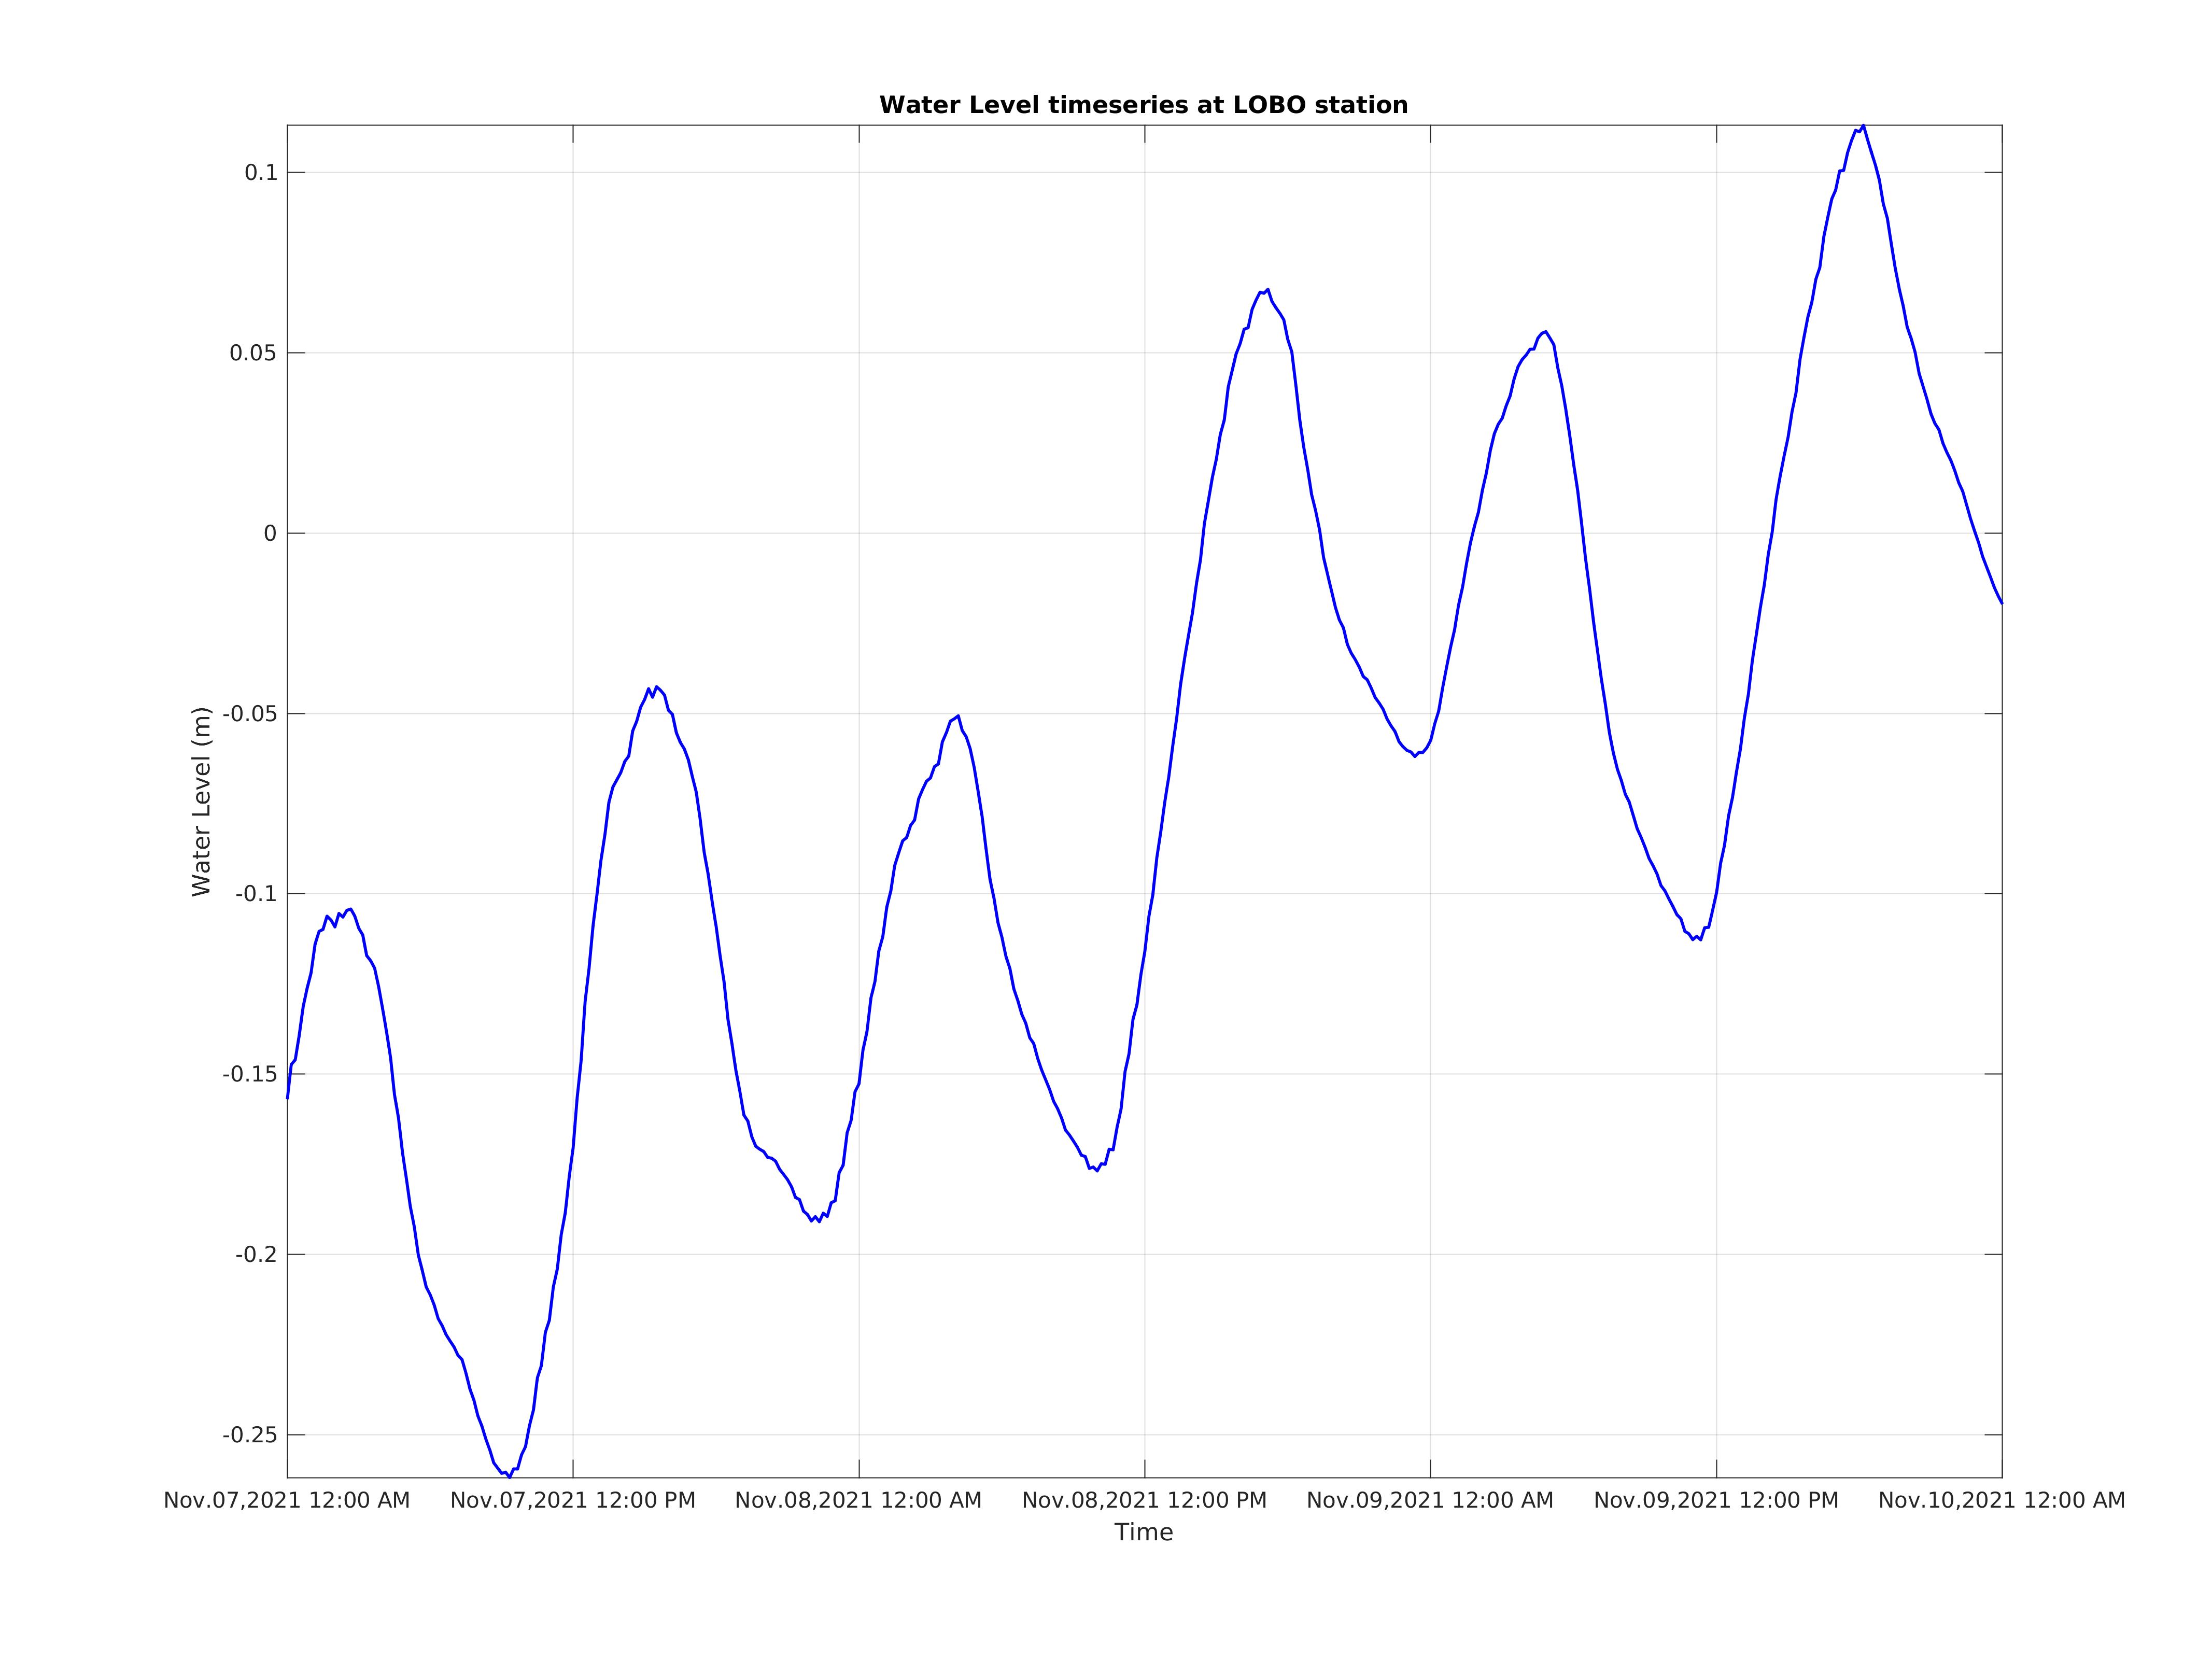 Water Level timeseries at LOBO station
0.1
0.05
0
-0.05
-0.1
-0.15
-0.2
-0.25
Water Level (m)
Nov.07,2021 12:00 AM Nov.07,2021 12:00 PM Nov.08,2021 12:00 AM Nov.08,2021 12:00 PM Nov.09,2021 12:00 AM Nov.09,2021 12:00 PM Nov.10,2021 12:00 AM
Time